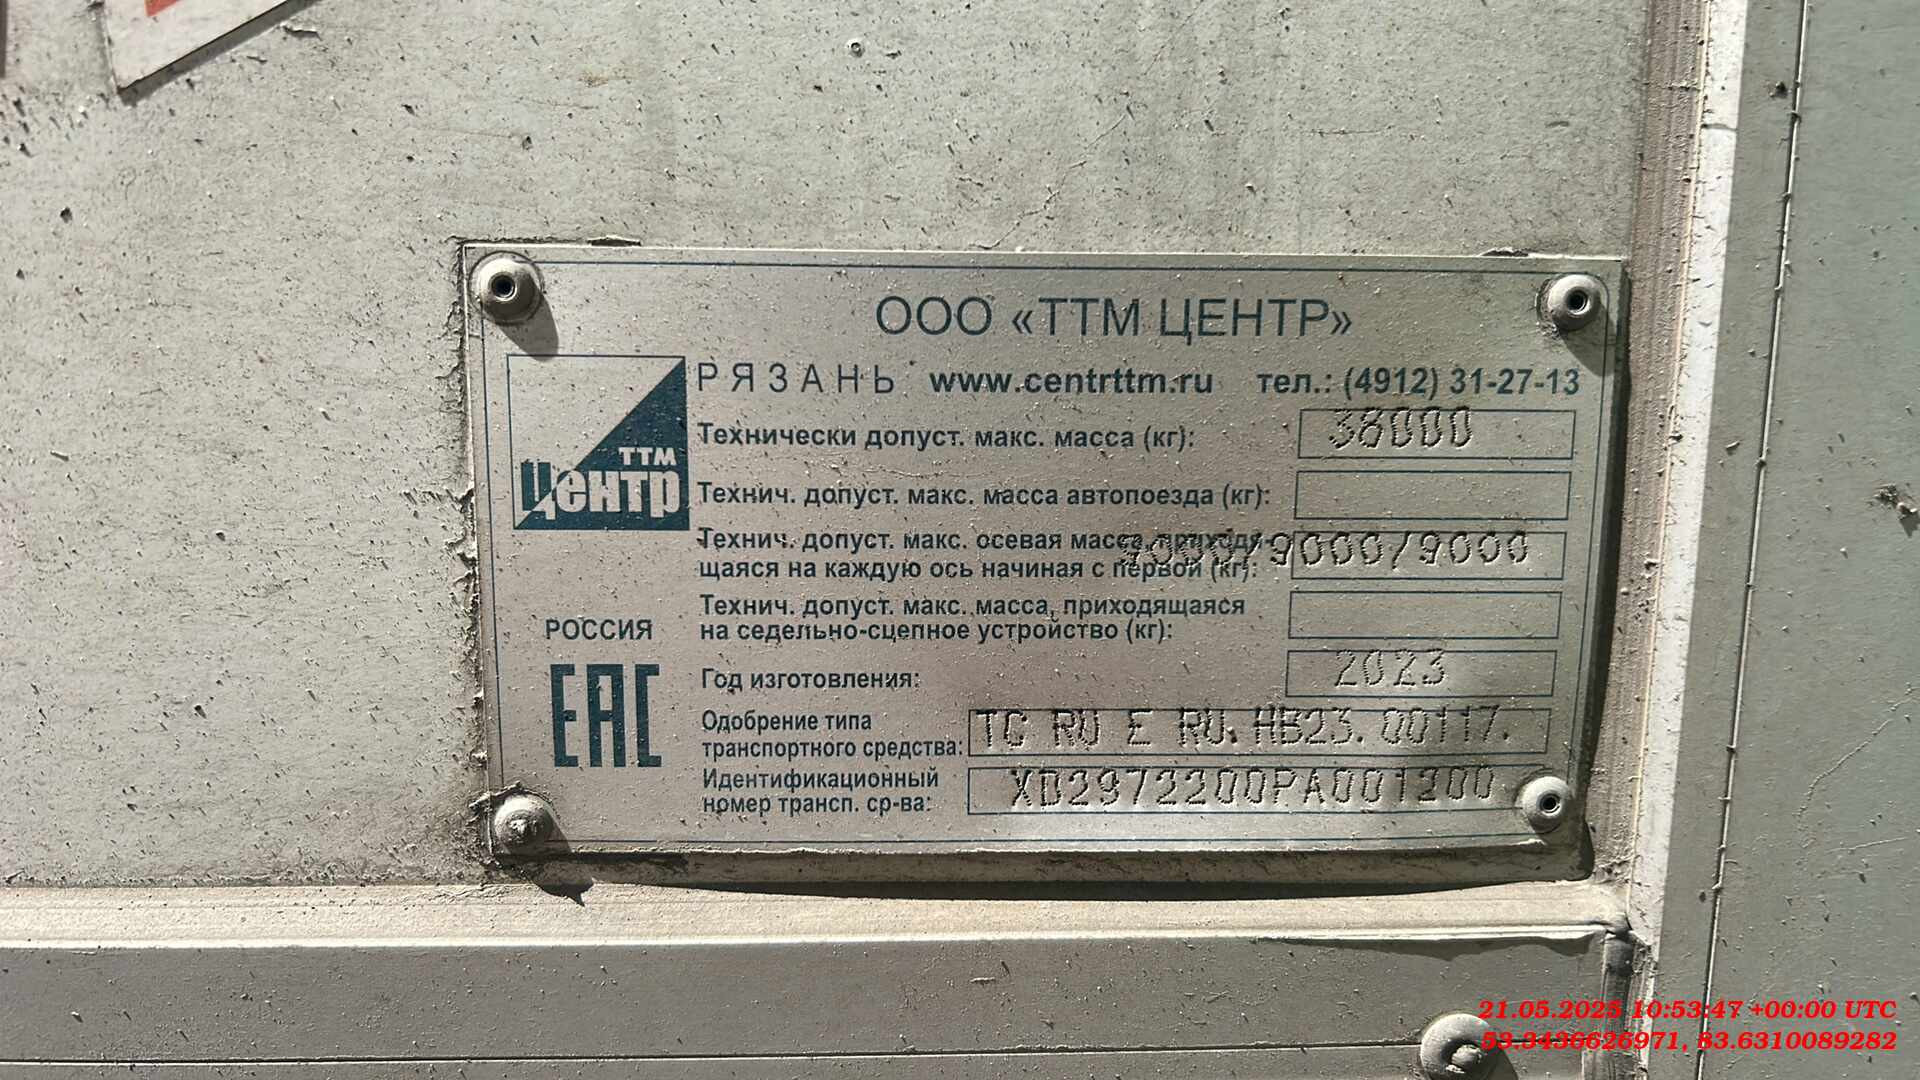 ООО «ТТМ ЦЕНТР»
РЯЗАНЬ www.centrttm.ru тел.: (4912) 31-27-13
ТТМ
Центр
Технически допуст. макс. масса (кг): 38000
Технич. допуст. макс. масса автопоезда (кг):
Технич. допуст. макс. осевая масса, приходя-
щаяся на каждую ось начиная с первой (кг): 9000/9000/9000
Технич. допуст. макс. масса, приходящаяся
на седельно-сцепное устройство (кг):
РОССИЯ
EAC
Год изготовления: 2023
Одобрение типа
транспортного средства: ТС RU Е RU.НВ23.00117.
Идентификационный
номер трансп. ср-ва: XD2972200PA001200
21.05.2025 10:53:47 +00:00 UTC
53.3436626971, 83.6310089282